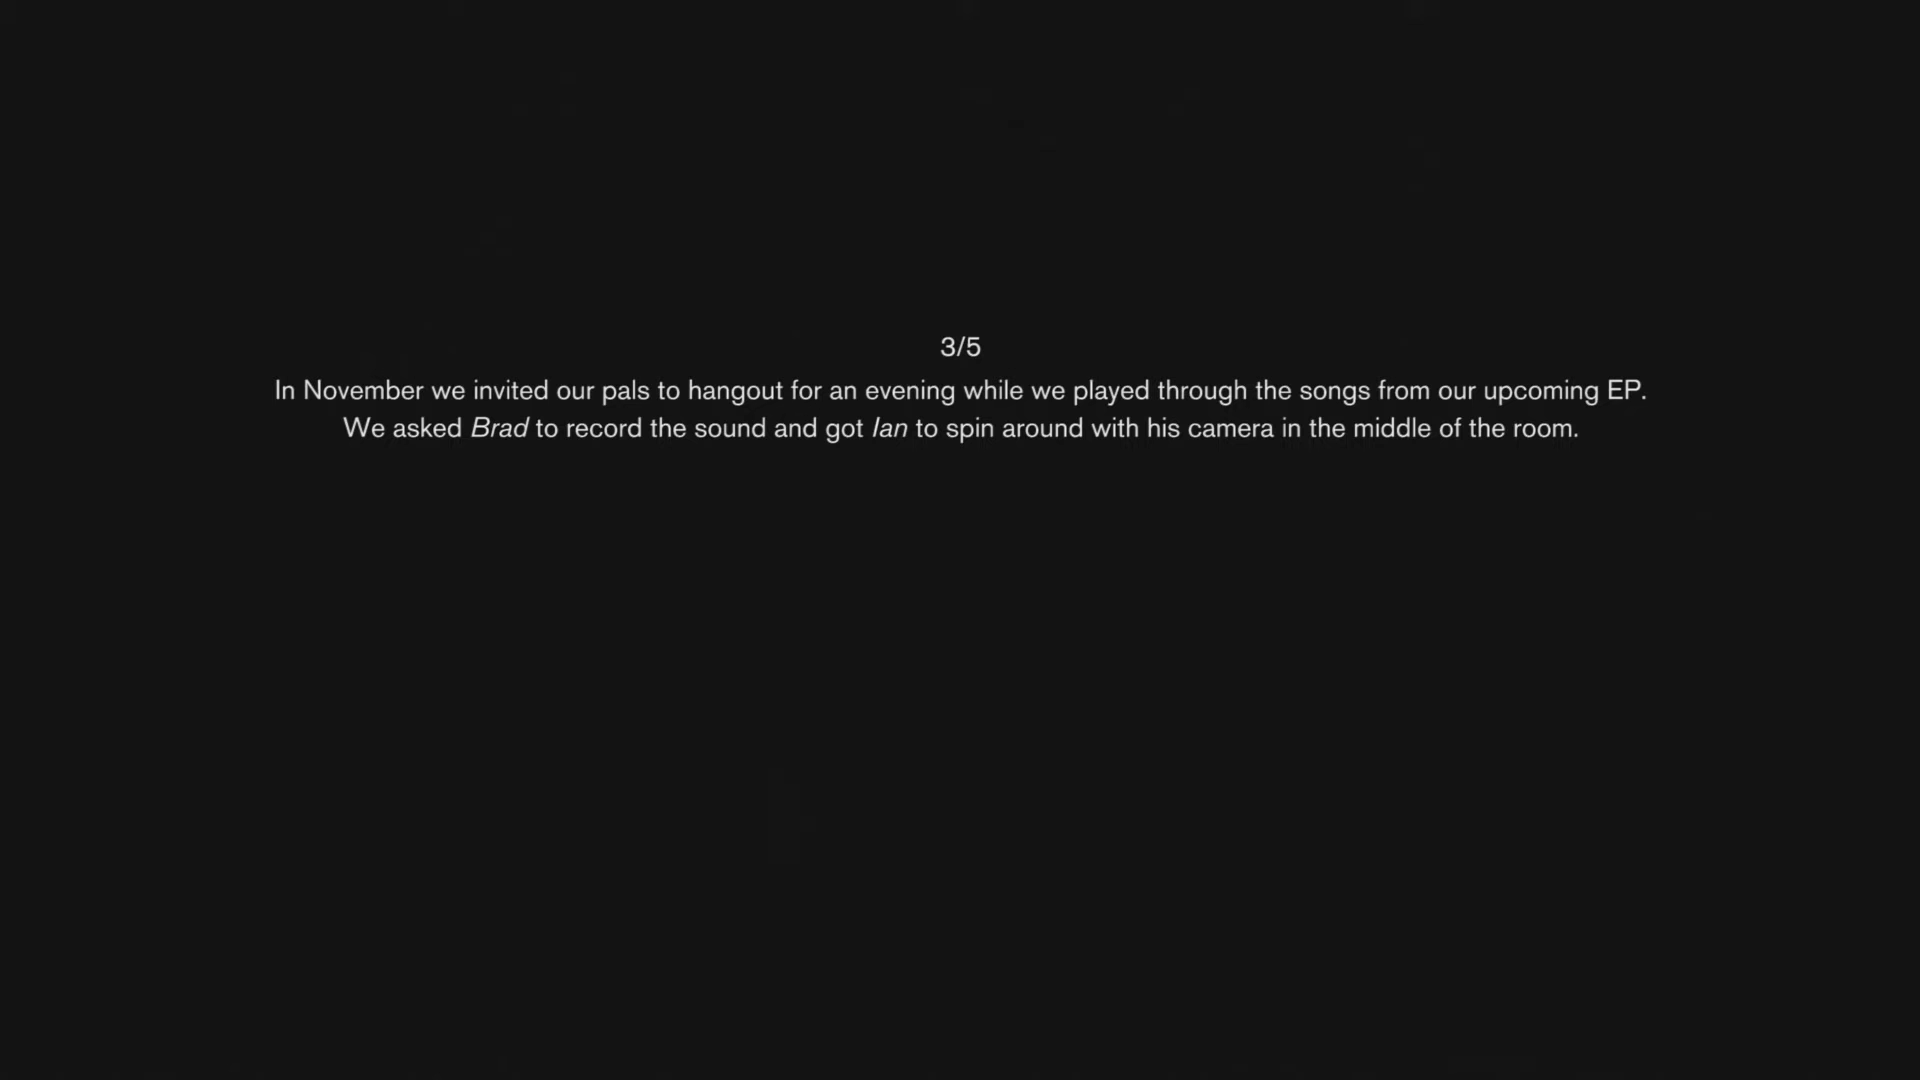 3/5
In November we invited our pals to hangout for an evening while we played through the songs from our upcoming EP.
We asked Brad to record the sound and got Ian to spin around with his camera in the middle of the room.